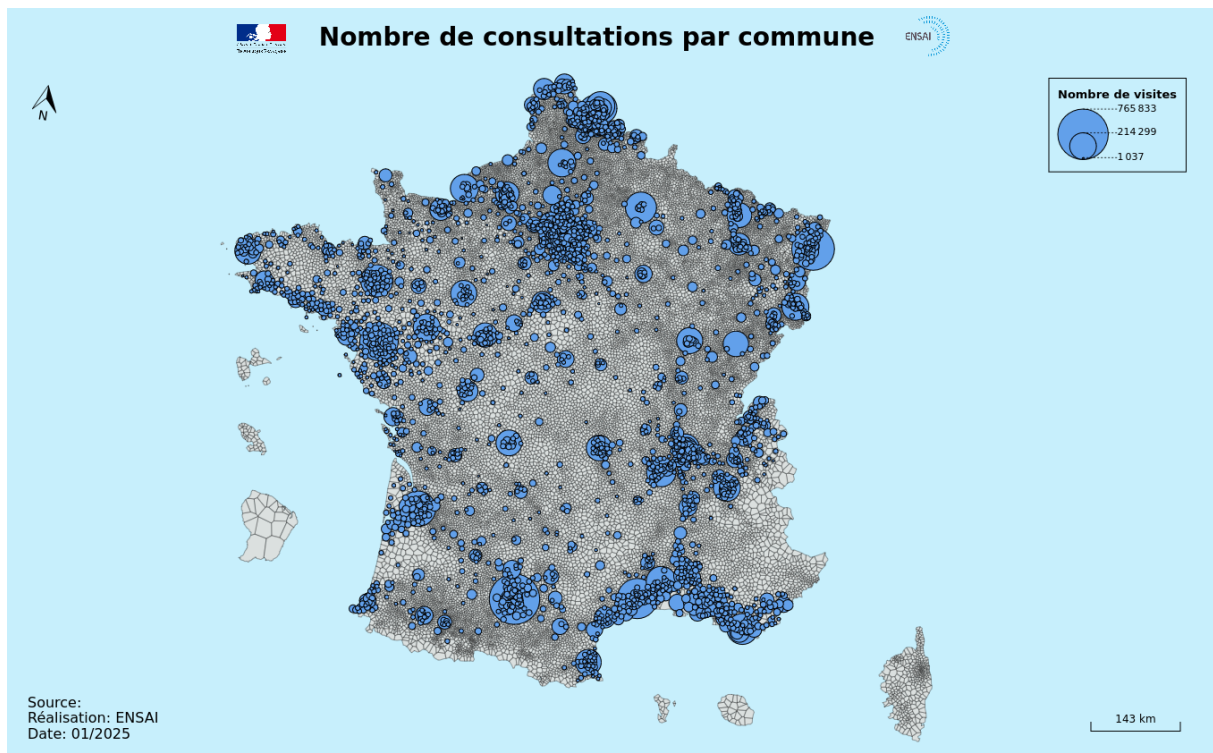 Nombre de consultations par commune
ENSAI
N
Nombre de visites
765 833
214 299
1 037
Source:
Réalisation: ENSAI
Date: 01/2025
143 km